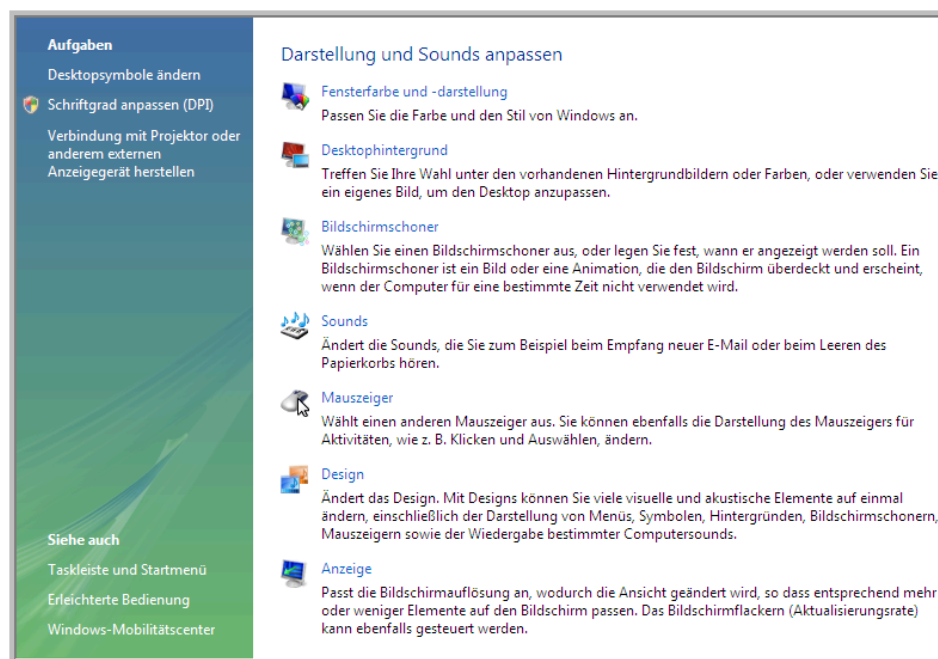 Aufgaben
Desktopsymbole ändern
Schriftgrad anpassen (DPI)
Verbindung mit Projektor oder
anderem externen
Anzeigegerät herstellen
Siehe auch
Taskleiste und Startmenü
Erleichterte Bedienung
Windows-Mobilitätscenter
Darstellung und Sounds anpassen
Fensterfarbe und -darstellung
Passen Sie die Farbe und den Stil von Windows an.
Desktophintergrund
Treffen Sie Ihre Wahl unter den vorhandenen Hintergrundbildern oder Farben, oder verwenden Sie
ein eigenes Bild, um den Desktop anzupassen.
Bildschirmschoner
Wählen Sie einen Bildschirmschoner aus, oder legen Sie fest, wann er angezeigt werden soll. Ein
Bildschirmschoner ist ein Bild oder eine Animation, die den Bildschirm überdeckt und erscheint,
wenn der Computer für eine bestimmte Zeit nicht verwendet wird.
Sounds
Ändert die Sounds, die Sie zum Beispiel beim Empfang neuer E-Mail oder beim Leeren des
Papierkorbs hören.
Mauszeiger
Wählt einen anderen Mauszeiger aus. Sie können ebenfalls die Darstellung des Mauszeigers für
Aktivitäten, wie z. B. Klicken und Auswählen, ändern.
Design
Ändert das Design. Mit Designs können Sie viele visuelle und akustische Elemente auf einmal
ändern, einschließlich der Darstellung von Menüs, Symbolen, Hintergründen, Bildschirmschonern,
Mauszeigern sowie der Wiedergabe bestimmter Computersounds.
Anzeige
Passt die Bildschirmauflösung an, wodurch die Ansicht geändert wird, so dass entsprechend mehr
oder weniger Elemente auf den Bildschirm passen. Das Bildschirmflackern (Aktualisierungsrate)
kann ebenfalls gesteuert werden.